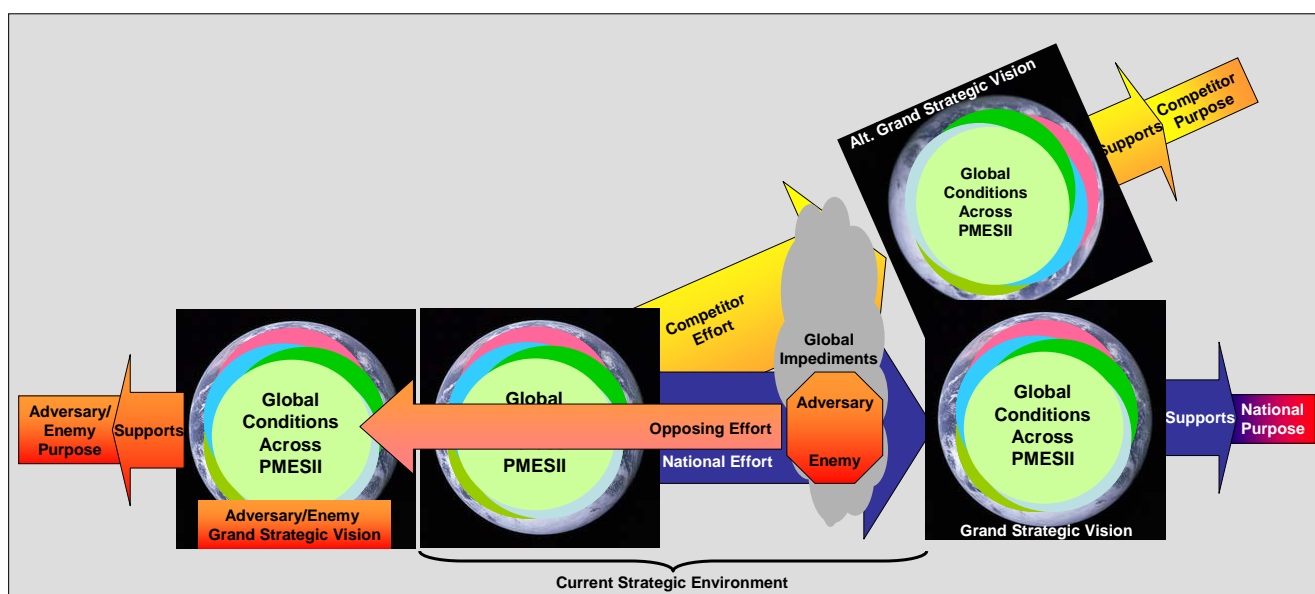 Alt. Grand Strategic Vision
Global
Conditions
Across
PMESII
Supports
Competitor
Purpose
Competitor
Effort
Global
Impediments
Adversary/
Enemy
Purpose
Supports
Global
Conditions
Across
PMESII
Adversary/Enemy
Grand Strategic Vision
Global
PMESII
Opposing Effort
National Effort
Adversary
Enemy
Global
Conditions
Across
PMESII
Grand Strategic Vision
Supports
National
Purpose
Current Strategic Environment